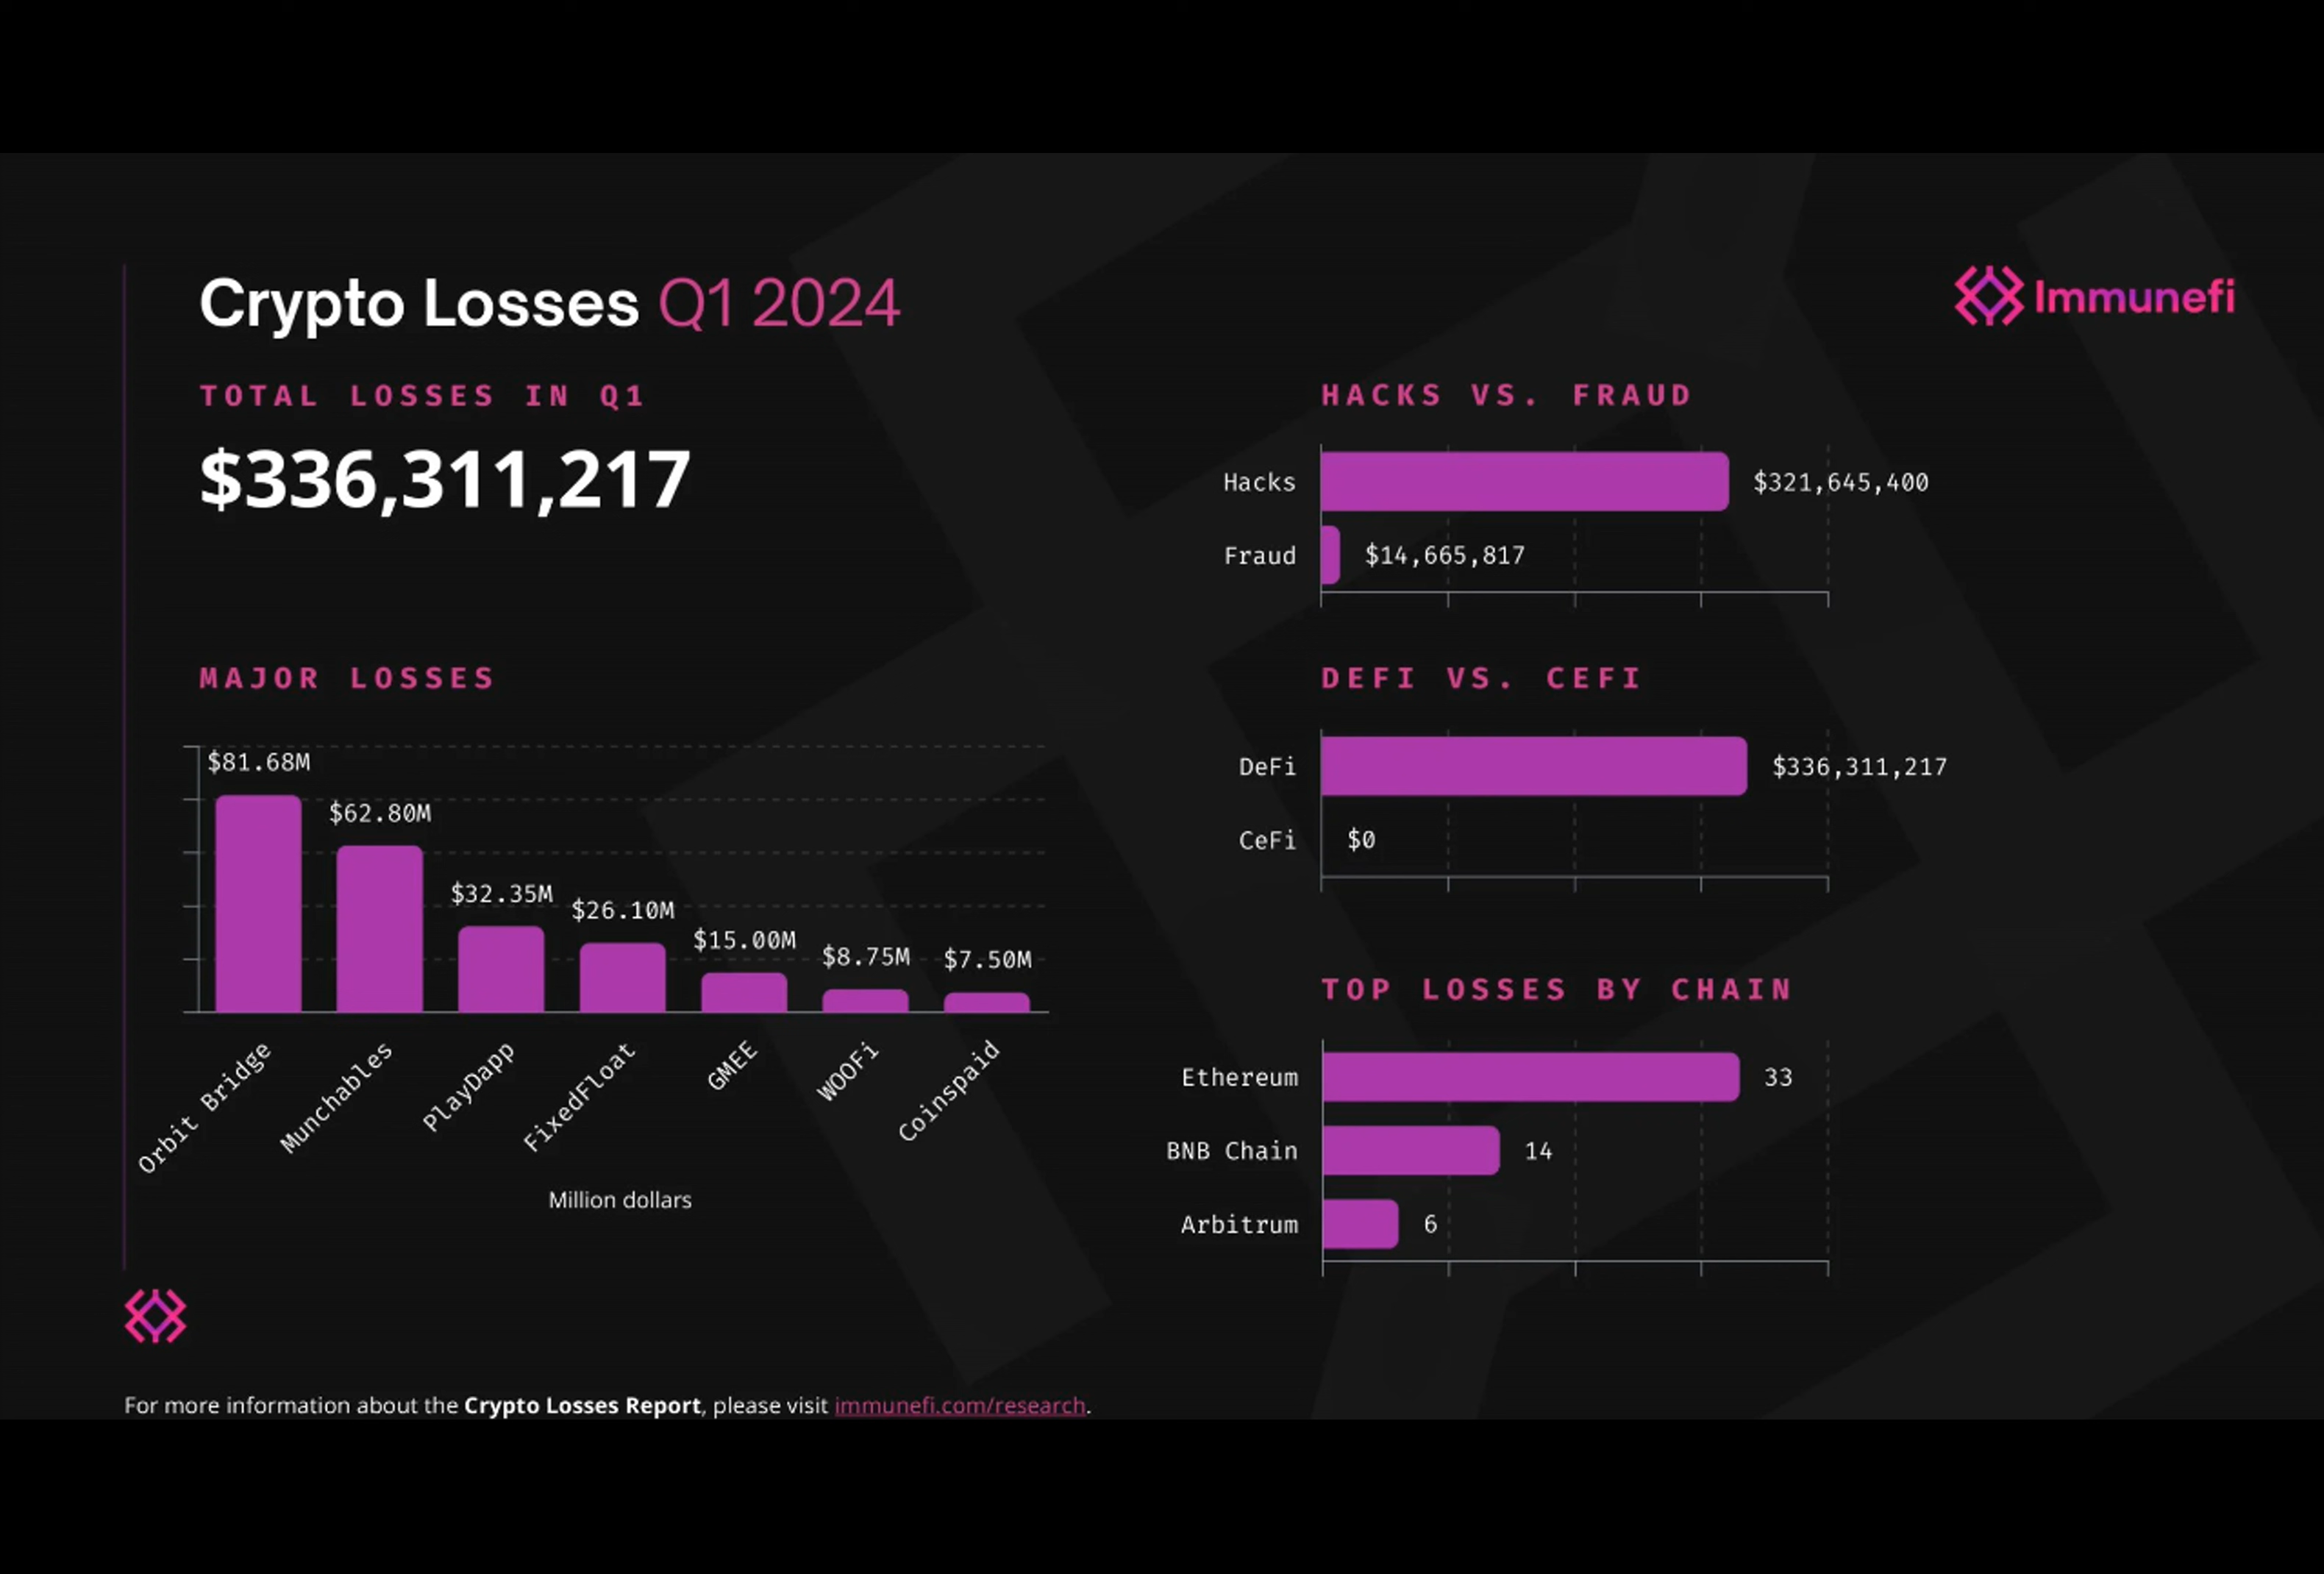 Crypto Losses Q1 2024
Immunefi
TOTAL LOSSES IN Q1
$336,311,217
MAJOR LOSSES
$81.68M
$62.80M
$32.35M
$26.10M
$15.00M
$8.75M
$7.50M
Orbit Bridge
Munchables
PlayDapp
FixedFloat
GMEE
WOOFi
Coinspaid
Million dollars
HACKS VS. FRAUD
Hacks $321,645,400
Fraud $14,665,817
DEFI VS. CEFI
DeFi $336,311,217
CeFi $0
TOP LOSSES BY CHAIN
Ethereum 33
BNB Chain 14
Arbitrum 6
For more information about the Crypto Losses Report, please visit immunefi.com/research.